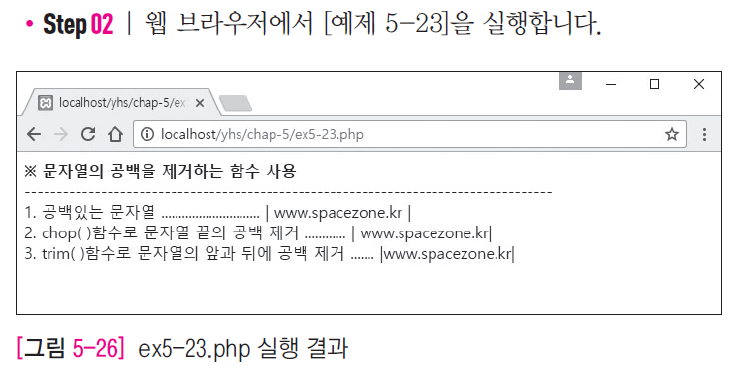 • Step 02 | 웹 브라우저에서 [예제 5-23]을 실행합니다.
localhost/yhs/chap-5/ex
localhost/yhs/chap-5/ex5-23.php
※ 문자열의 공백을 제거하는 함수 사용
----------------------------------------------------------------------------------------
1. 공백있는 문자열 ............................. | www.spacezone.kr |
2. chop( )함수로 문자열 끝의 공백 제거 ............ | www.spacezone.kr|
3. trim( )함수로 문자열의 앞과 뒤에 공백 제거 ....... |www.spacezone.kr|
[그림 5-26] ex5-23.php 실행 결과